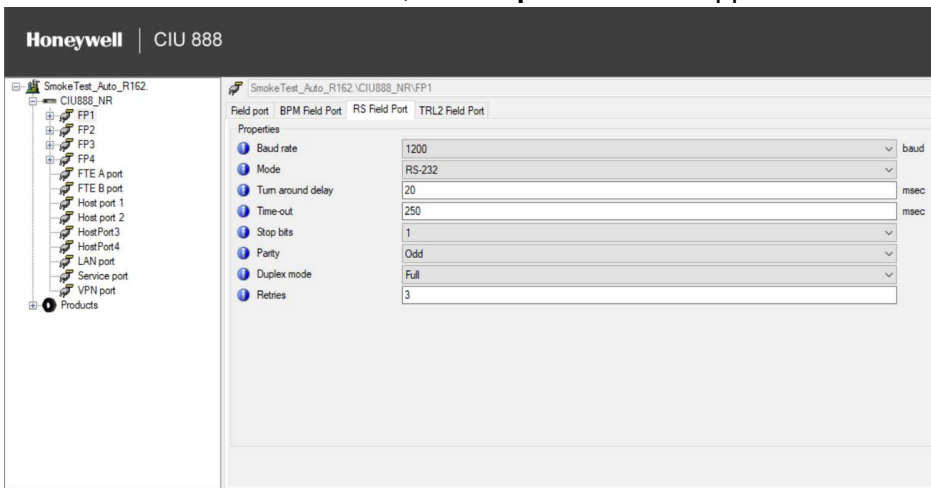 Honeywell | CIU 888
SmokeTest_Auto_R162.
CIU888_NR
FP1
FP2
FP3
FP4
FTE A port
FTE B port
Host port 1
Host port 2
HostPort3
HostPort4
LAN port
Service port
VPN port
Products
SmokeTest_Auto_R162.\CIU888_NR\FP1
Field port BPM Field Port RS Field Port TRL2 Field Port
Properties
Baud rate 1200 baud
Mode RS-232
Turn around delay 20 msec
Time-out 250 msec
Stop bits 1
Parity Odd
Duplex mode Full
Retries 3